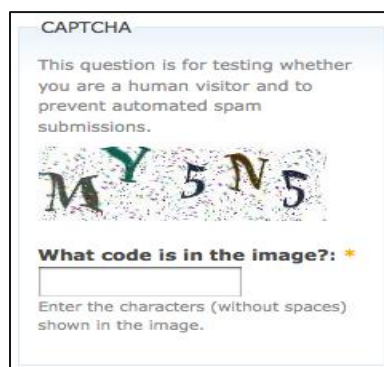 CAPTCHA
This question is for testing whether
you are a human visitor and to
prevent automated spam
submissions.
MY5N5
What code is in the image?: *
Enter the characters (without spaces)
shown in the image.